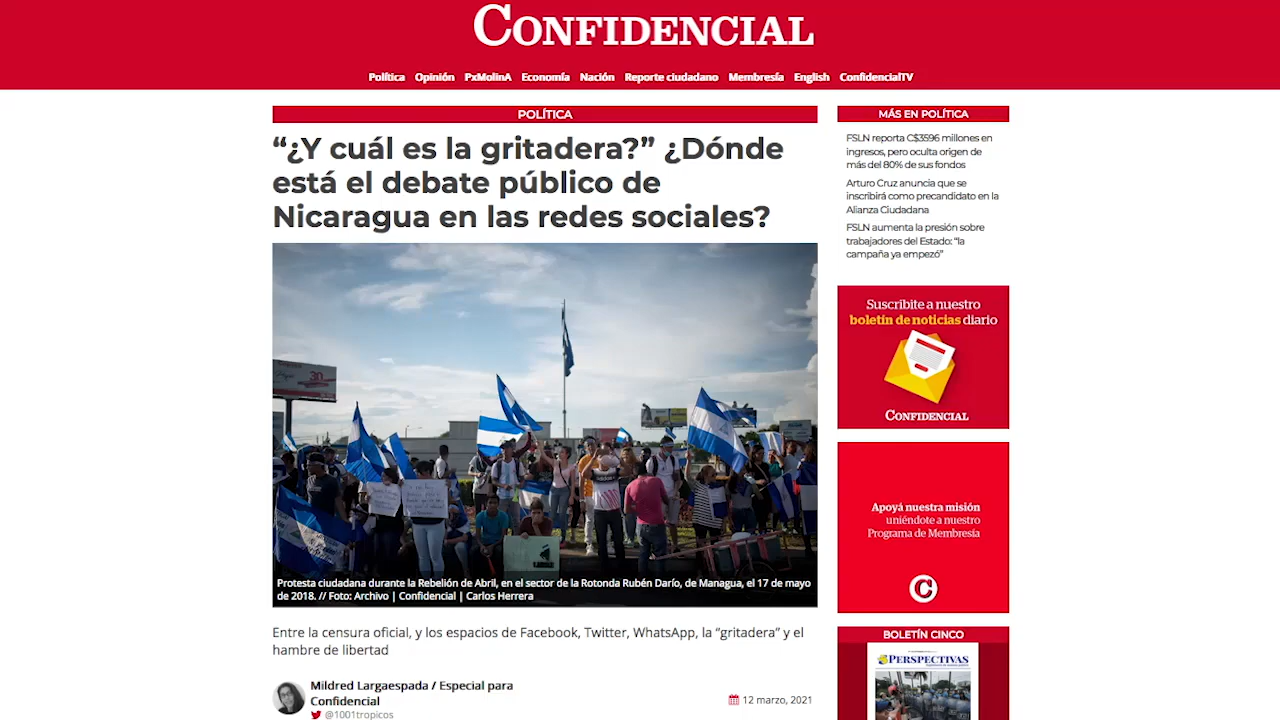 CONFIDENCIAL
Política Opinión PxMolinA Economía Nación Reporte ciudadano Membresía English ConfidencialTV
POLÍTICA
“¿Y cuál es la gritadera?” ¿Dónde
está el debate público de
Nicaragua en las redes sociales?
Protesta ciudadana durante la Rebelión de Abril, en el sector de la Rotonda Rubén Darío, de Managua, el 17 de mayo
de 2018. // Foto: Archivo | Confidencial | Carlos Herrera
Entre la censura oficial, y los espacios de Facebook, Twitter, WhatsApp, la “gritadera” y el
hambre de libertad
Mildred Largaespada / Especial para
Confidencial
@1001tropicos
12 marzo, 2021
MÁS EN POLÍTICA
FSLN reporta C$3596 millones en
ingresos, pero oculta origen de
más del 80% de sus fondos
Arturo Cruz anuncia que se
inscribirá como precandidato en la
Alianza Ciudadana
FSLN aumenta la presión sobre
trabajadores del Estado: “la
campaña ya empezó”
Suscribite a nuestro
boletín de noticias diario
CONFIDENCIAL
Apoyá nuestra misión
uniéndote a nuestro
Programa de Membresia
C
BOLETÍN CINCO
PERSPECTIVAS